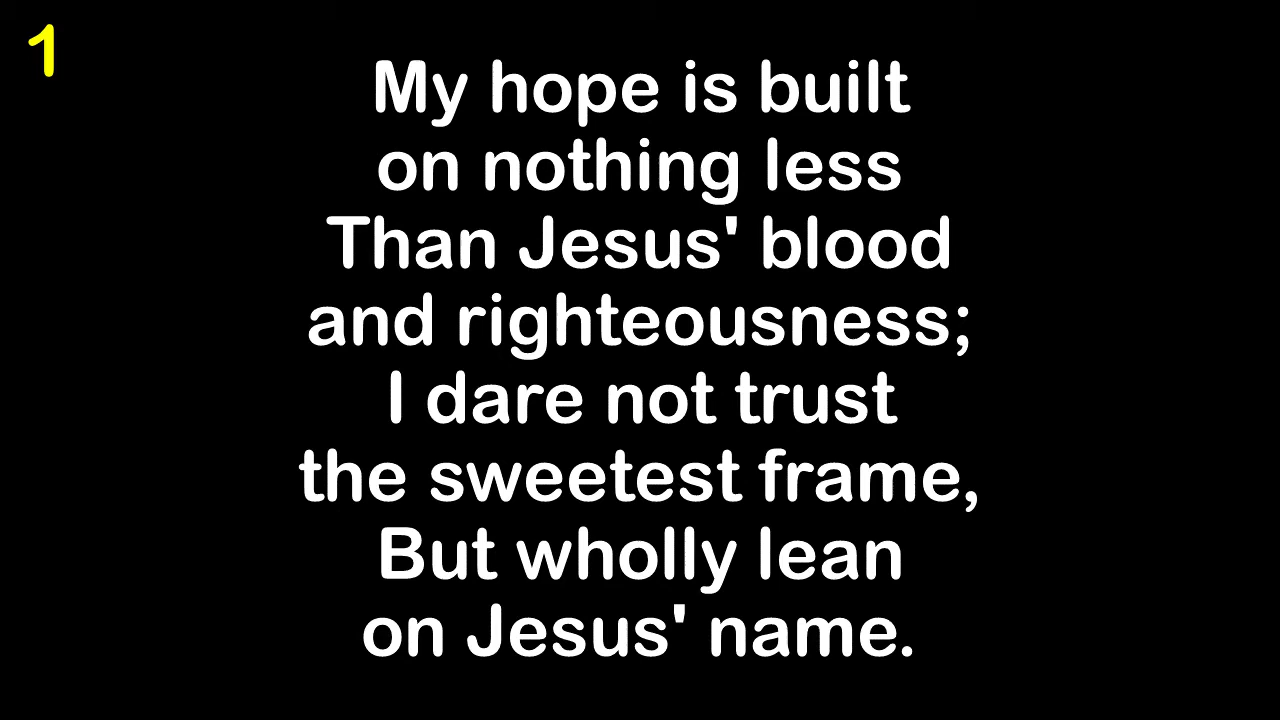 1
My hope is built
on nothing less
Than Jesus' blood
and righteousness;
I dare not trust
the sweetest frame,
But wholly lean
on Jesus' name.